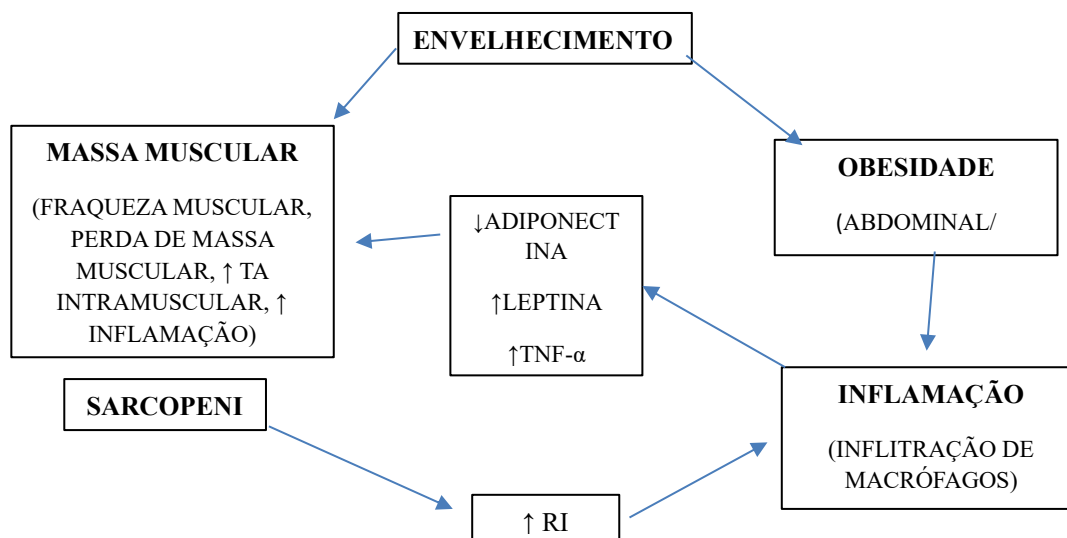 ENVELHECIMENTO
MASSA MUSCULAR
(FRAQUEZA MUSCULAR,
PERDA DE MASSA
MUSCULAR, ↑ TA
INTRAMUSCULAR, ↑
INFLAMAÇÃO)
OBESIDADE
(ABDOMINAL/
↓ADIPONECT
INA
↑LEPTINA
↑TNF-α
SARCOPENI
INFLAMAÇÃO
(INFLITRAÇÃO DE
MACRÓFAGOS)
↑ RI